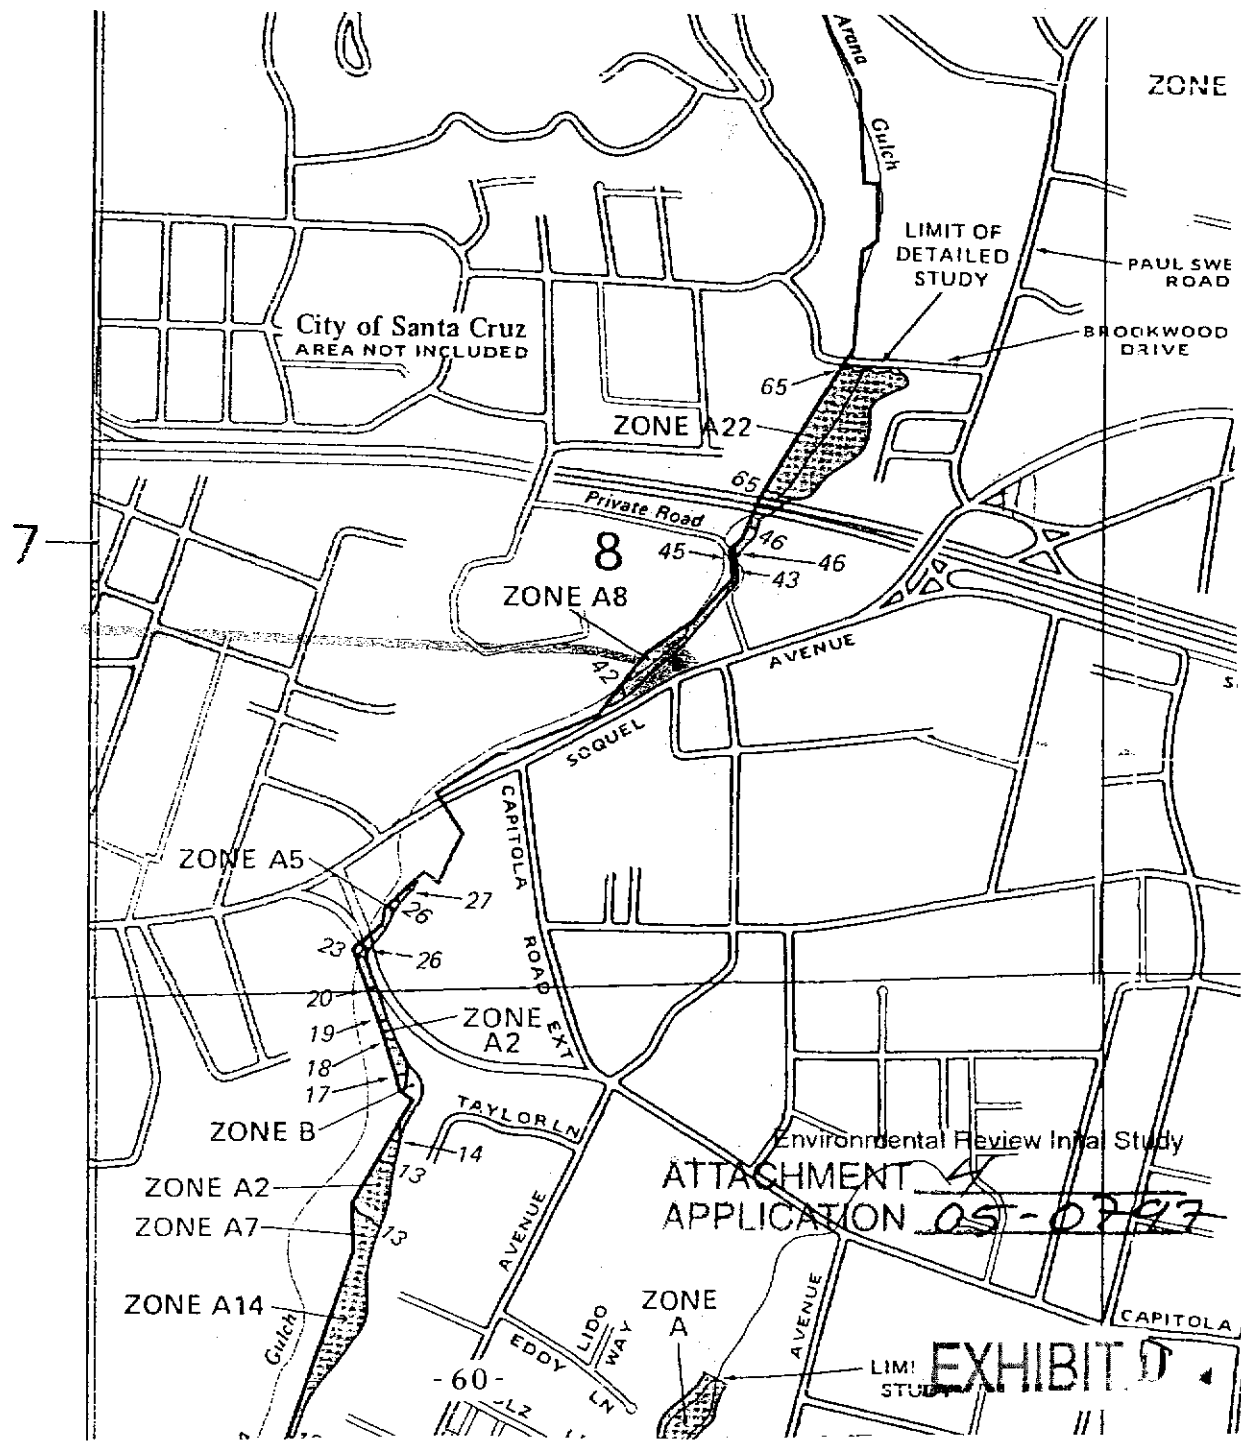 Arana
Gulch
ZONE
LIMIT OF
DETAILED
STUDY
PAUL SWE
ROAD
BROOKWOOD
DRIVE
City of Santa Cruz
AREA NOT INCLUDED
65
ZONE A22
65
Private Road
46
7
8
45
46
43
ZONE A8
42
AVENUE
S
SOQUEL
CAPITOLA
ROAD
EXT
ZONE A5
27
26
23
26
20
19
ZONE
A2
18
17
ZONE B
TAYLOR LN
14
13
ZONE A2
ZONE A7
13
ZONE A14
Gulch
AVENUE
Environmental Review Inital Study
ATTACHMENT 4
APPLICATION 05-0797
ZONE
A
AVENUE
LIDO
WAY
EDDY
LN
CAPITOLA
LIMI
STUDY
EXHIBIT D
-60-